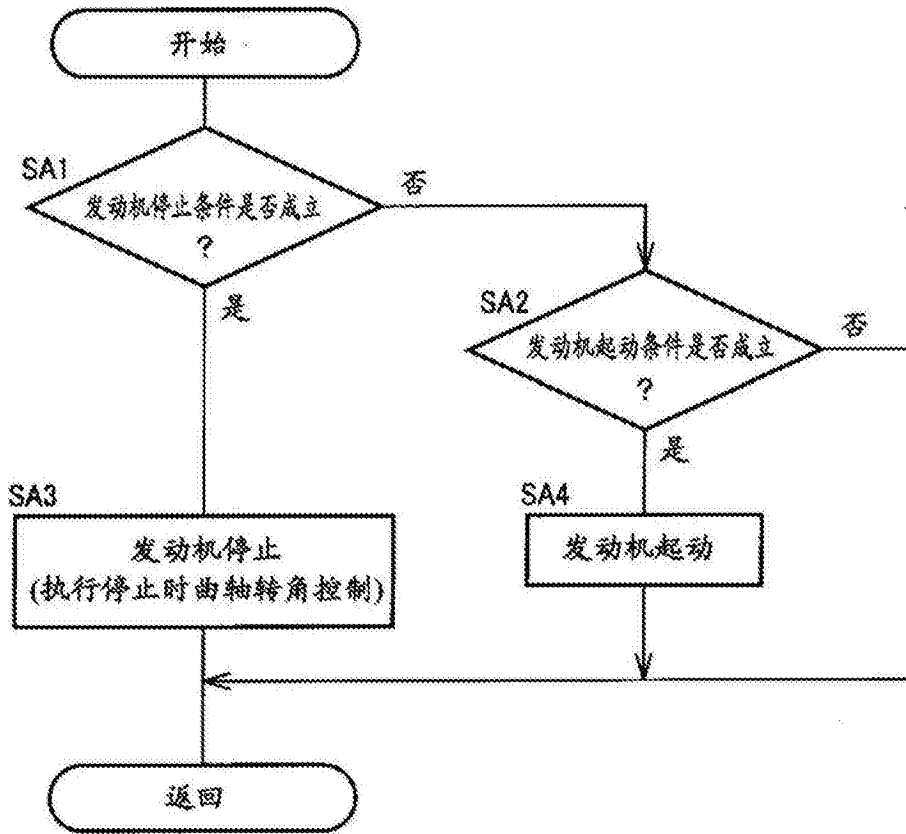 开始
SA1
发动机停止条件是否成立
?
否
是
SA2
发动机起动条件是否成立
?
否
是
SA3
发动机停止
(执行停止时曲轴转角控制)
SA4
发动机起动
返回